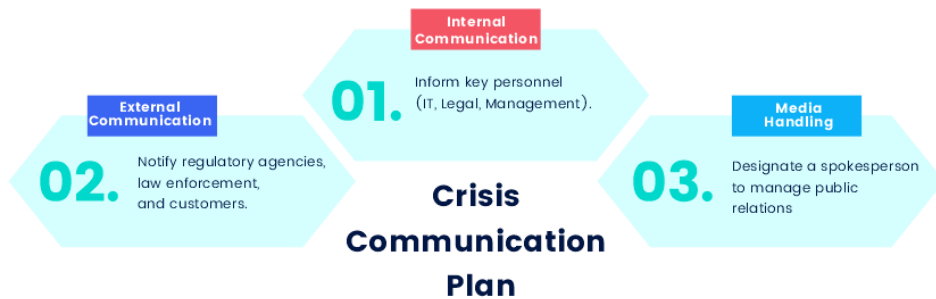 Internal
Communication
01.
Inform key personnel
(IT, Legal, Management).
External
Communication
02.
Notify regulatory agencies,
law enforcement,
and customers.
Media
Handling
03.
Designate a spokesperson
to manage public
relations
Crisis
Communication
Plan